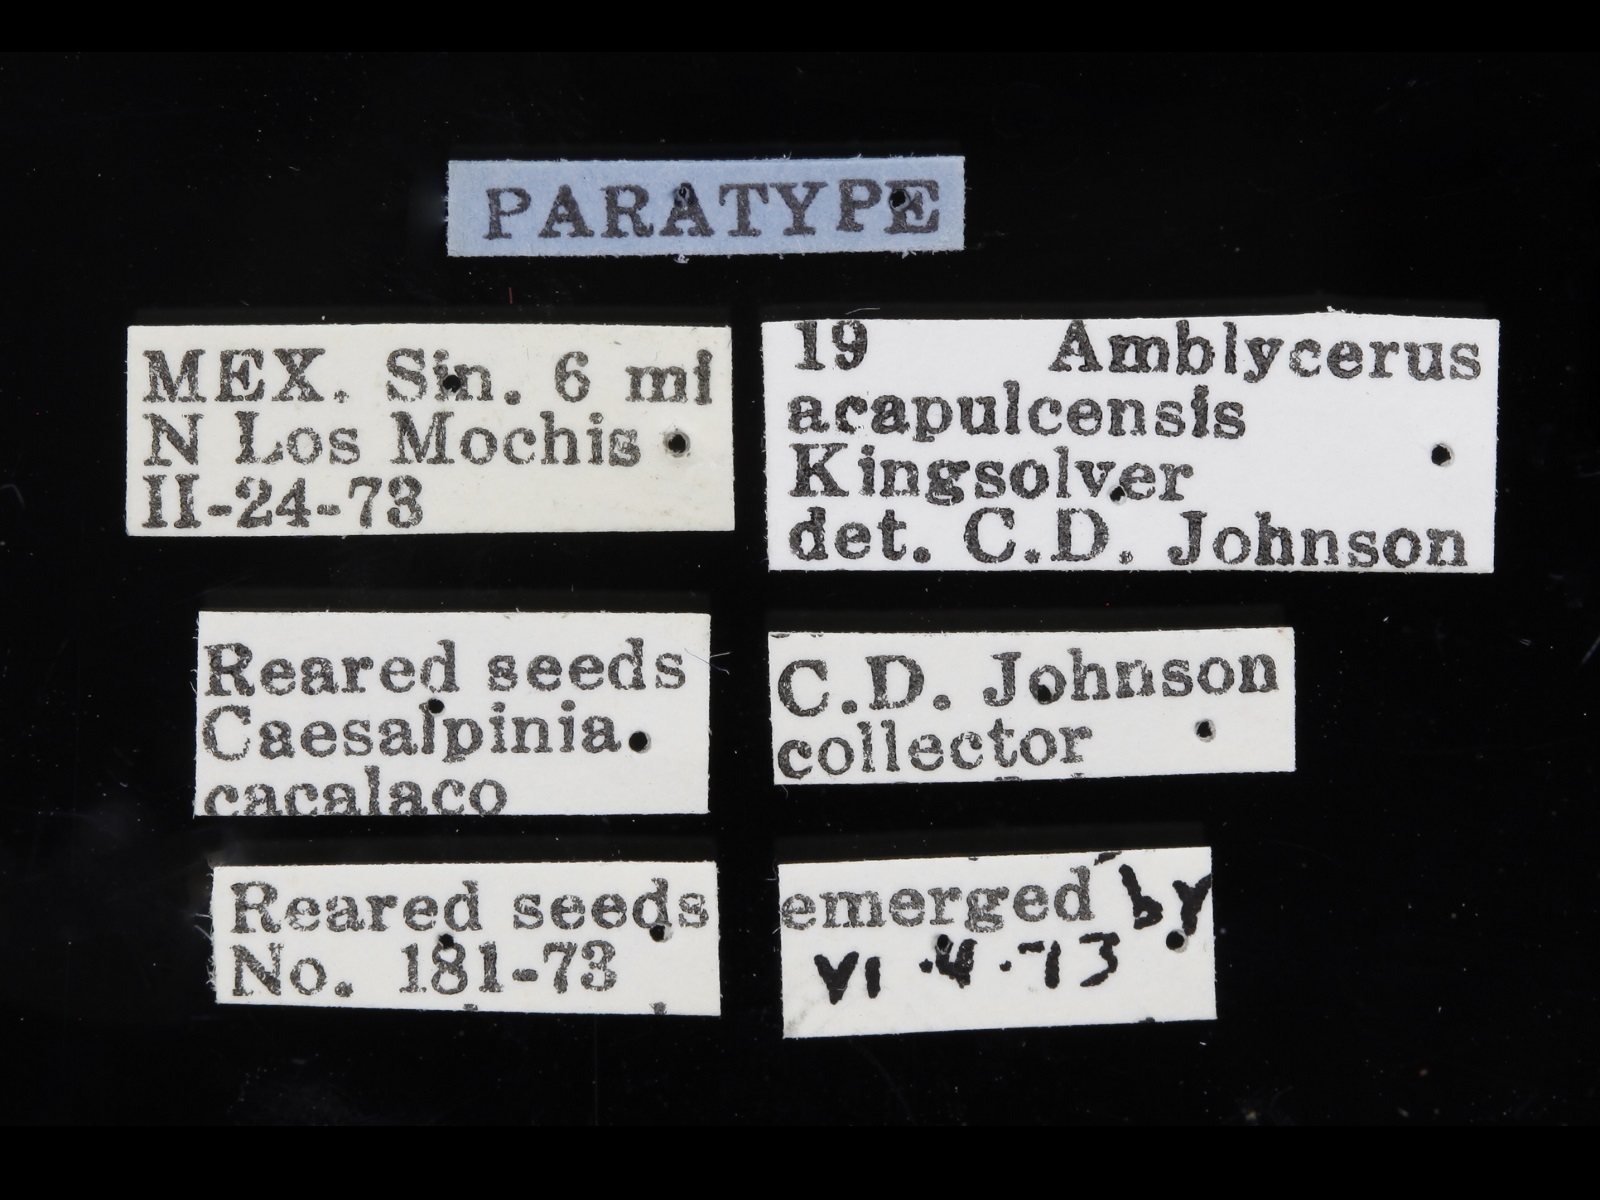 PARATYPE
MEX. Sin. 6 mi
N Los Mochis
II-24-73
19 Amblycerus
acapulcensis
Kingsolver
det. C.D. Johnson
Reared seeds
Caesalpinia
cacalaco
C.D. Johnson
collector
Reared seeds
No. 181-73
emerged by
VI-4-73